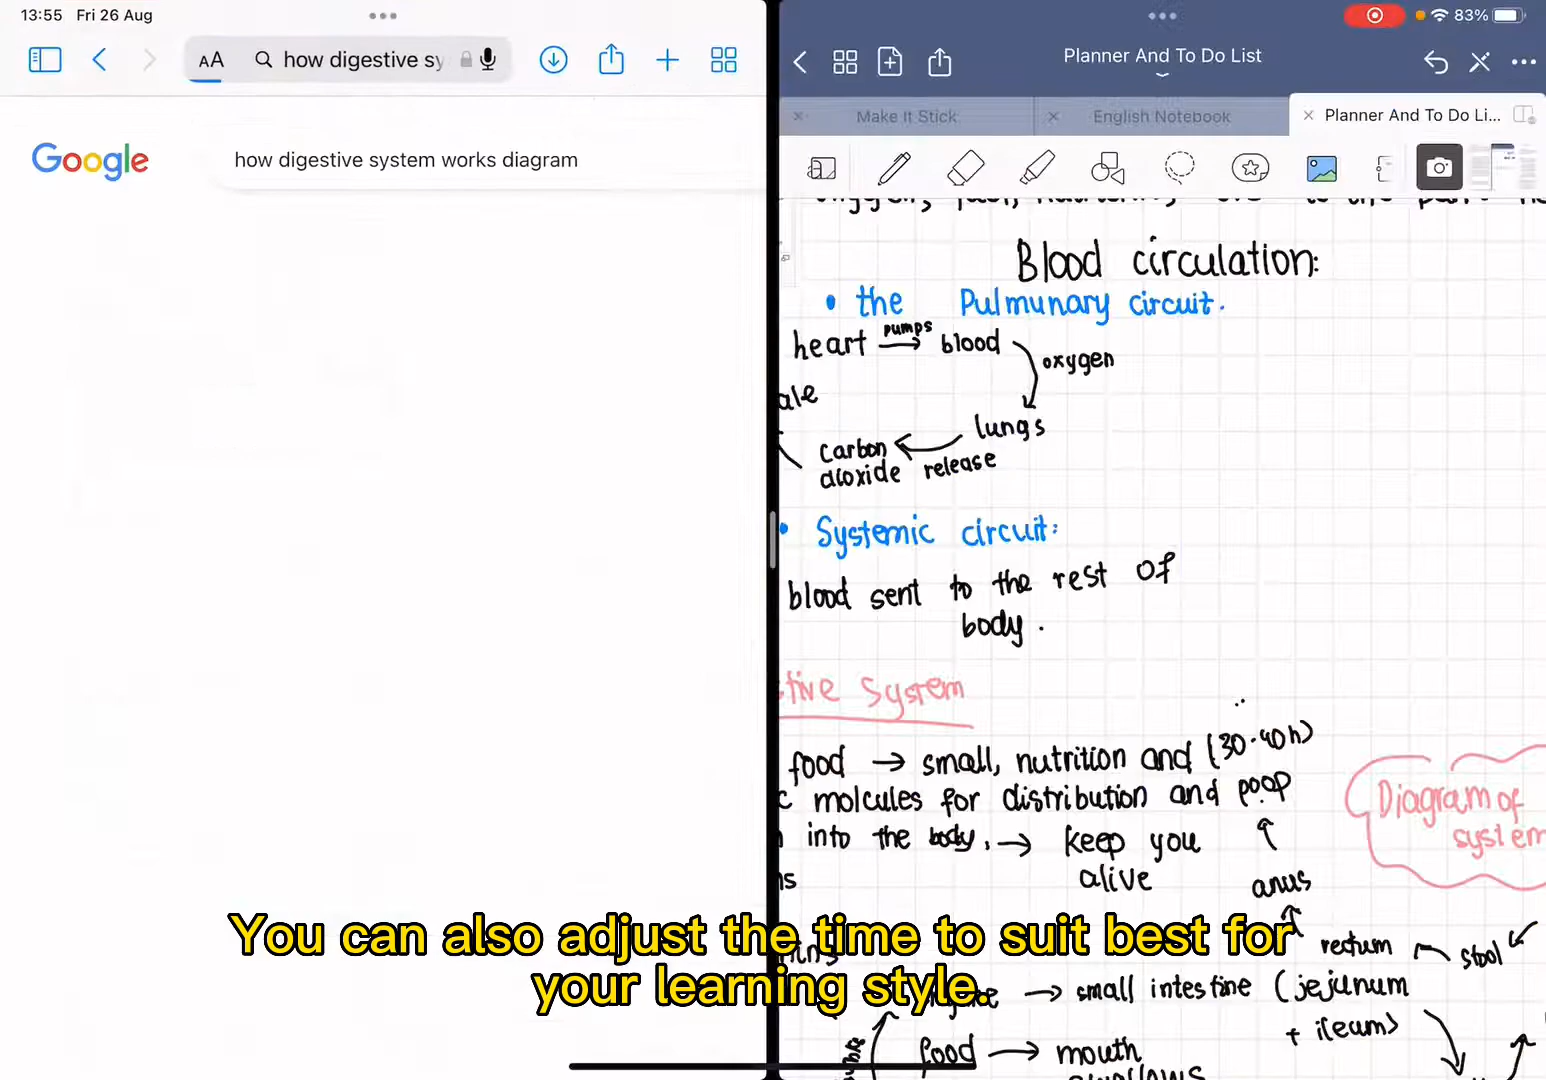 13:55 Fri 26 Aug
83%
AA how digestive sy
Planner And To Do List
Make It Stick
English Notebook
Planner And To Do Li...
Google
how digestive system works diagram
Blood circulation:
• the Pulmunary circuit.
heart pumps blood
oxygen
ale
lungs
carbon
dioxide release
• Systemic circuit:
blood sent to the rest of
body.
stive System
food → small, nutrition and (30-40h)
c molcules for distribution and poop
n into the body. → keep you
alive
anus
Diagram of
system
You can also adjust the time to suit best for
your learning style.
rectum
stool
→ small intestine (jejunum
+ ileum)
food → mouth